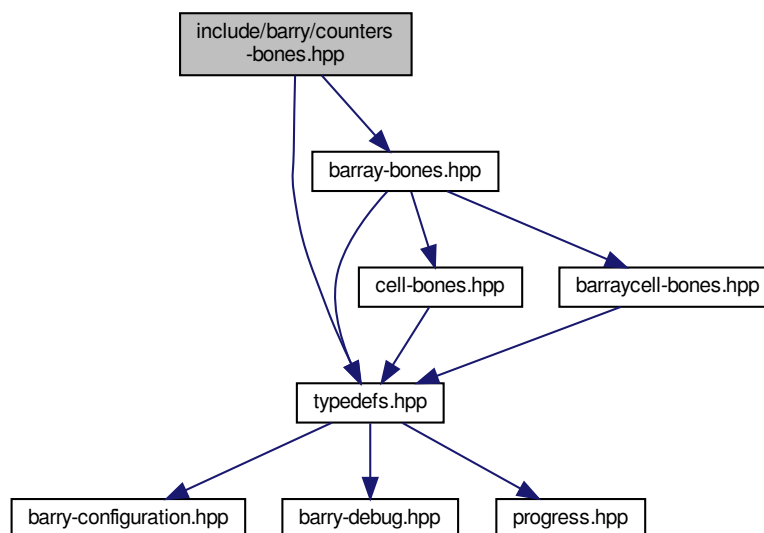 include/barry/counters
-bones.hpp
barray-bones.hpp
cell-bones.hpp
barraycell-bones.hpp
typedefs.hpp
barry-configuration.hpp
barry-debug.hpp
progress.hpp